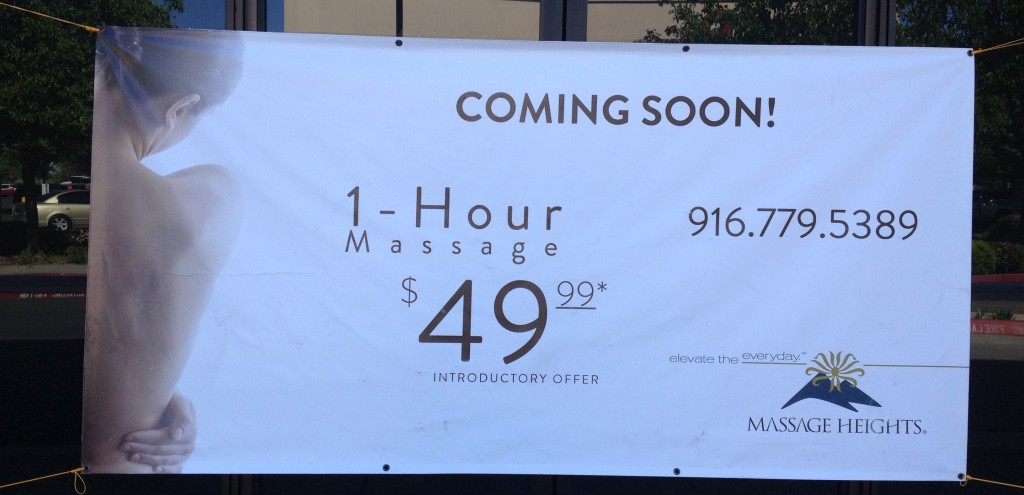 COMING SOON!
1-Hour
Massage
916.779.5389
$49.99*
INTRODUCTORY OFFER
elevate the everyday.™
MASSAGE HEIGHTS®